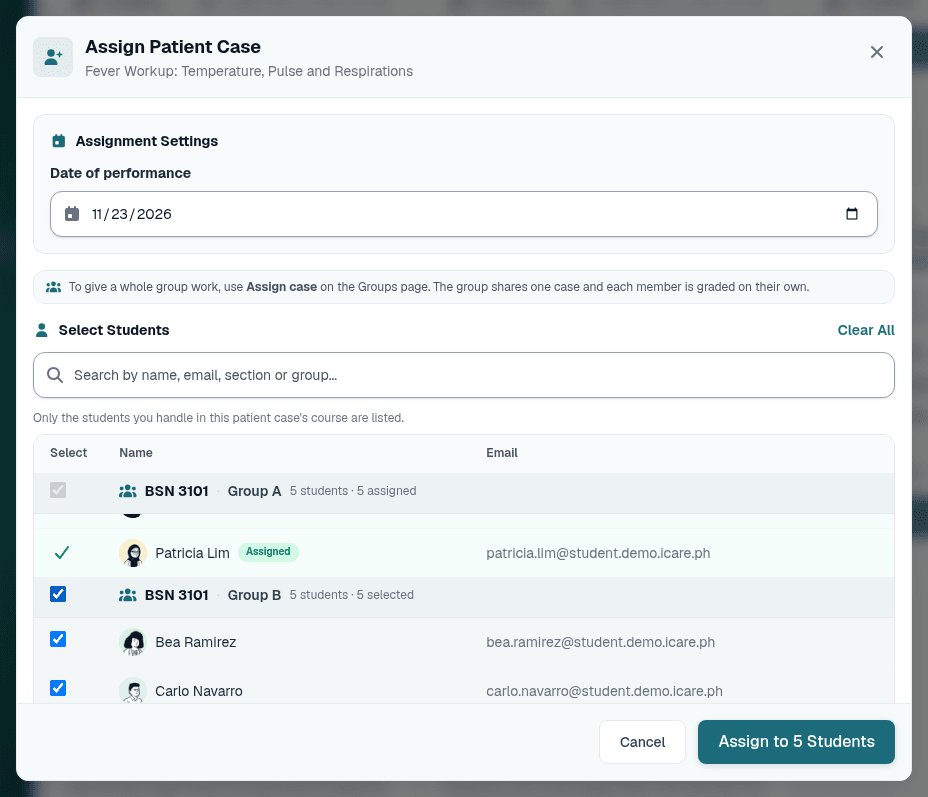 Assign Patient Case
Fever Workup: Temperature, Pulse and Respirations
Assignment Settings
Date of performance
11/23/2026
To give a whole group work, use Assign case on the Groups page. The group shares one case and each member is graded on their own.
Select Students
Clear All
Search by name, email, section or group...
Only the students you handle in this patient case's course are listed.
Select Name Email
BSN 3101 · Group A 5 students · 5 assigned
Patricia Lim Assigned patricia.lim@student.demo.icare.ph
BSN 3101 · Group B 5 students · 5 selected
Bea Ramirez bea.ramirez@student.demo.icare.ph
Carlo Navarro carlo.navarro@student.demo.icare.ph
Cancel Assign to 5 Students